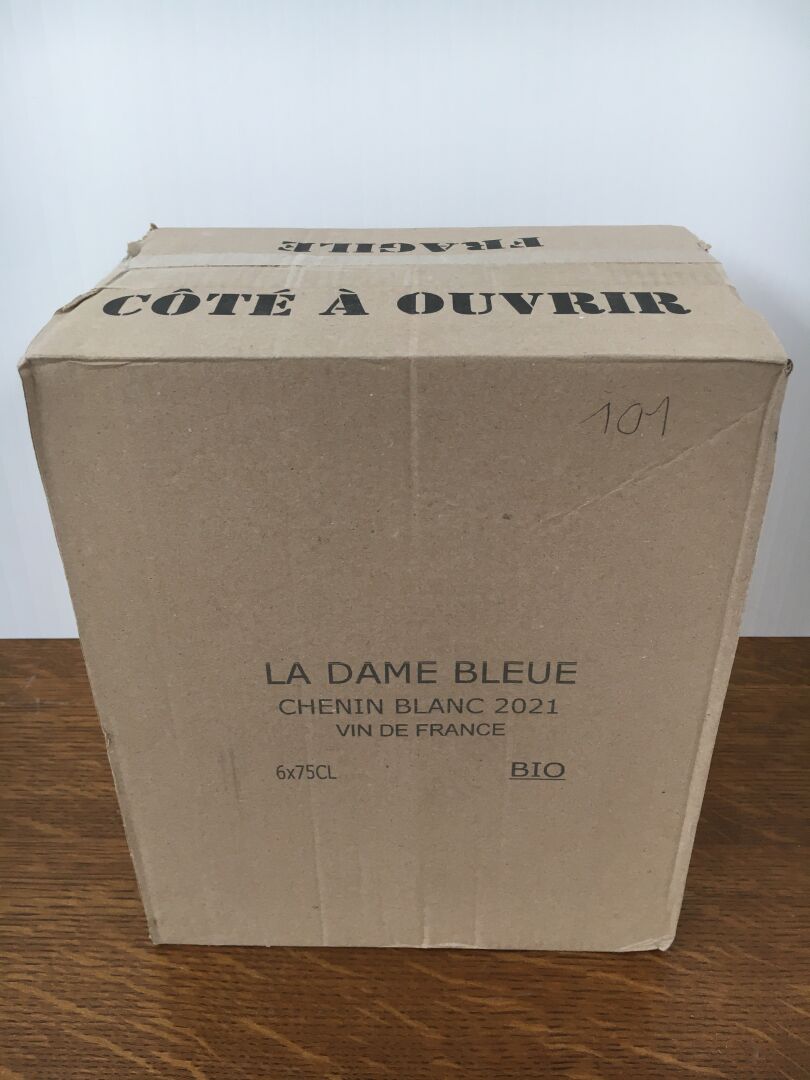 FRAGILE
CÔTÉ À OUVRIR
101
LA DAME BLEUE
CHENIN BLANC 2021
VIN DE FRANCE
6x75CL BIO